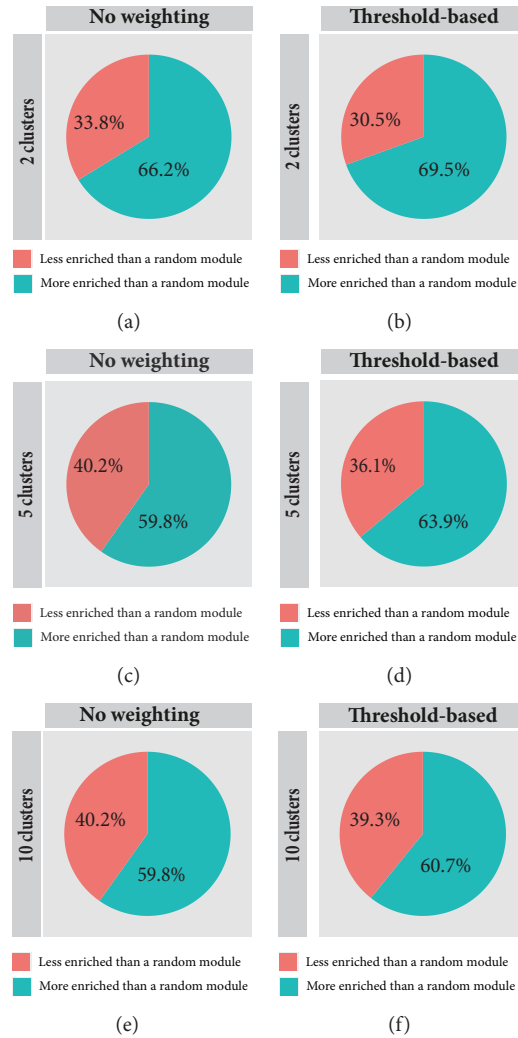 No weighting
2 clusters
33.8%
66.2%
Less enriched than a random module
More enriched than a random module
(a)
Threshold-based
2 clusters
30.5%
69.5%
Less enriched than a random module
More enriched than a random module
(b)
No weighting
5 clusters
40.2%
59.8%
Less enriched than a random module
More enriched than a random module
(c)
Threshold-based
5 clusters
36.1%
63.9%
Less enriched than a random module
More enriched than a random module
(d)
No weighting
10 clusters
40.2%
59.8%
Less enriched than a random module
More enriched than a random module
(e)
Threshold-based
10 clusters
39.3%
60.7%
Less enriched than a random module
More enriched than a random module
(f)